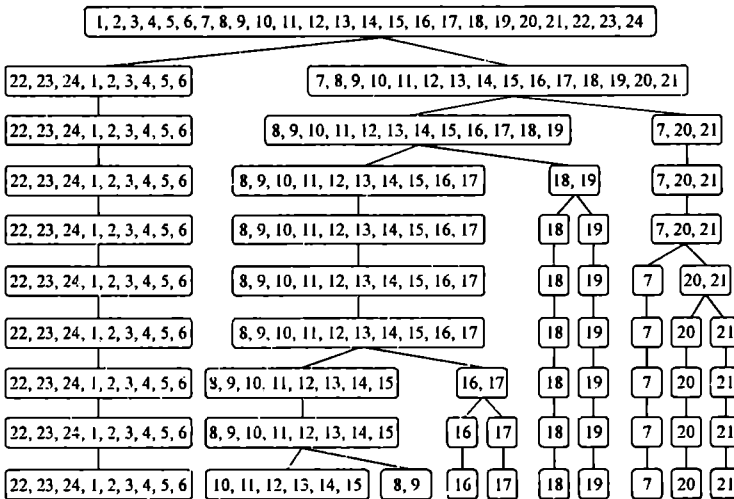 1, 2, 3, 4, 5, 6, 7, 8, 9, 10, 11, 12, 13, 14, 15, 16, 17, 18, 19, 20, 21, 22, 23, 24
22, 23, 24, 1, 2, 3, 4, 5, 6 7, 8, 9, 10, 11, 12, 13, 14, 15, 16, 17, 18, 19, 20, 21
22, 23, 24, 1, 2, 3, 4, 5, 6 8, 9, 10, 11, 12, 13, 14, 15, 16, 17, 18, 19 7, 20, 21
22, 23, 24, 1, 2, 3, 4, 5, 6 8, 9, 10, 11, 12, 13, 14, 15, 16, 17 18, 19 7, 20, 21
22, 23, 24, 1, 2, 3, 4, 5, 6 8, 9, 10, 11, 12, 13, 14, 15, 16, 17 18 19 7, 20, 21
22, 23, 24, 1, 2, 3, 4, 5, 6 8, 9, 10, 11, 12, 13, 14, 15, 16, 17 18 19 7 20, 21
22, 23, 24, 1, 2, 3, 4, 5, 6 8, 9, 10, 11, 12, 13, 14, 15, 16, 17 18 19 7 20 21
22, 23, 24, 1, 2, 3, 4, 5, 6 8, 9, 10, 11, 12, 13, 14, 15 16, 17 18 19 7 20 21
22, 23, 24, 1, 2, 3, 4, 5, 6 8, 9, 10, 11, 12, 13, 14, 15 16 17 18 19 7 20 21
22, 23, 24, 1, 2, 3, 4, 5, 6 10, 11, 12, 13, 14, 15 8, 9 16 17 18 19 7 20 21